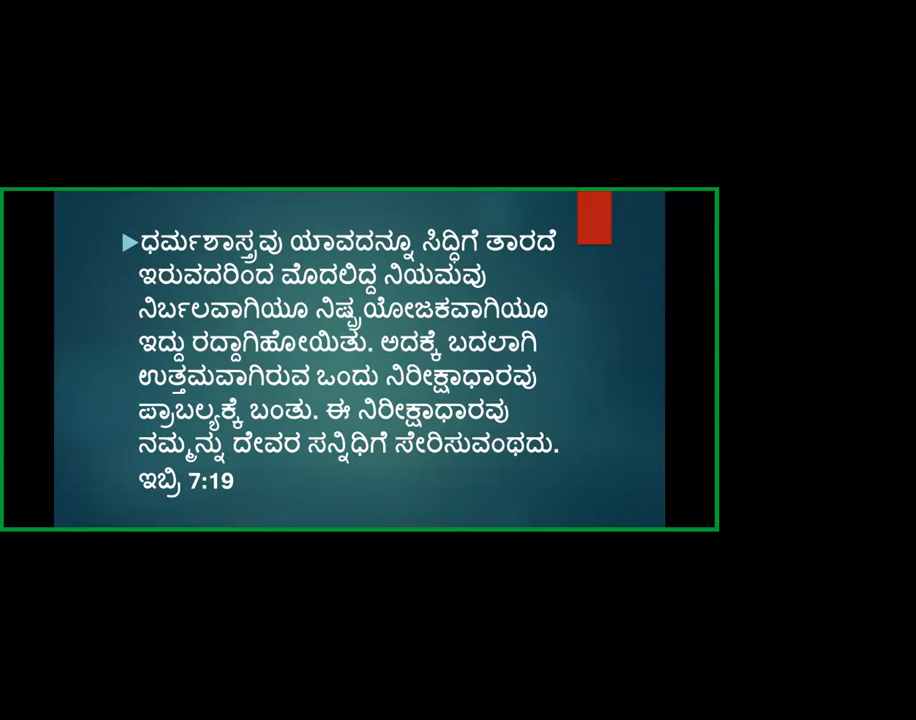 ಧರ್ಮಶಾಸ್ತ್ರವು ಯಾವದನ್ನೂ ಸಿದ್ಧಿಗೆ ತಾರದೆ
ಇರುವದರಿಂದ ಮೊದಲಿದ್ದ ನಿಯಮವು
ನಿರ್ಬಲವಾಗಿಯೂ ನಿಷ್ಪ್ರಯೋಜಕವಾಗಿಯೂ
ಇದ್ದು ರದ್ದಾಗಿಹೋಯಿತು. ಅದಕ್ಕೆ ಬದಲಾಗಿ
ಉತ್ತಮವಾಗಿರುವ ಒಂದು ನಿರೀಕ್ಷಾಧಾರವು
ಪ್ರಾಬಲ್ಯಕ್ಕೆ ಬಂತು. ಈ ನಿರೀಕ್ಷಾಧಾರವು
ನಮ್ಮನ್ನು ದೇವರ ಸನ್ನಿಧಿಗೆ ಸೇರಿಸುವಂಥದು.
ಇಬ್ರಿ 7:19